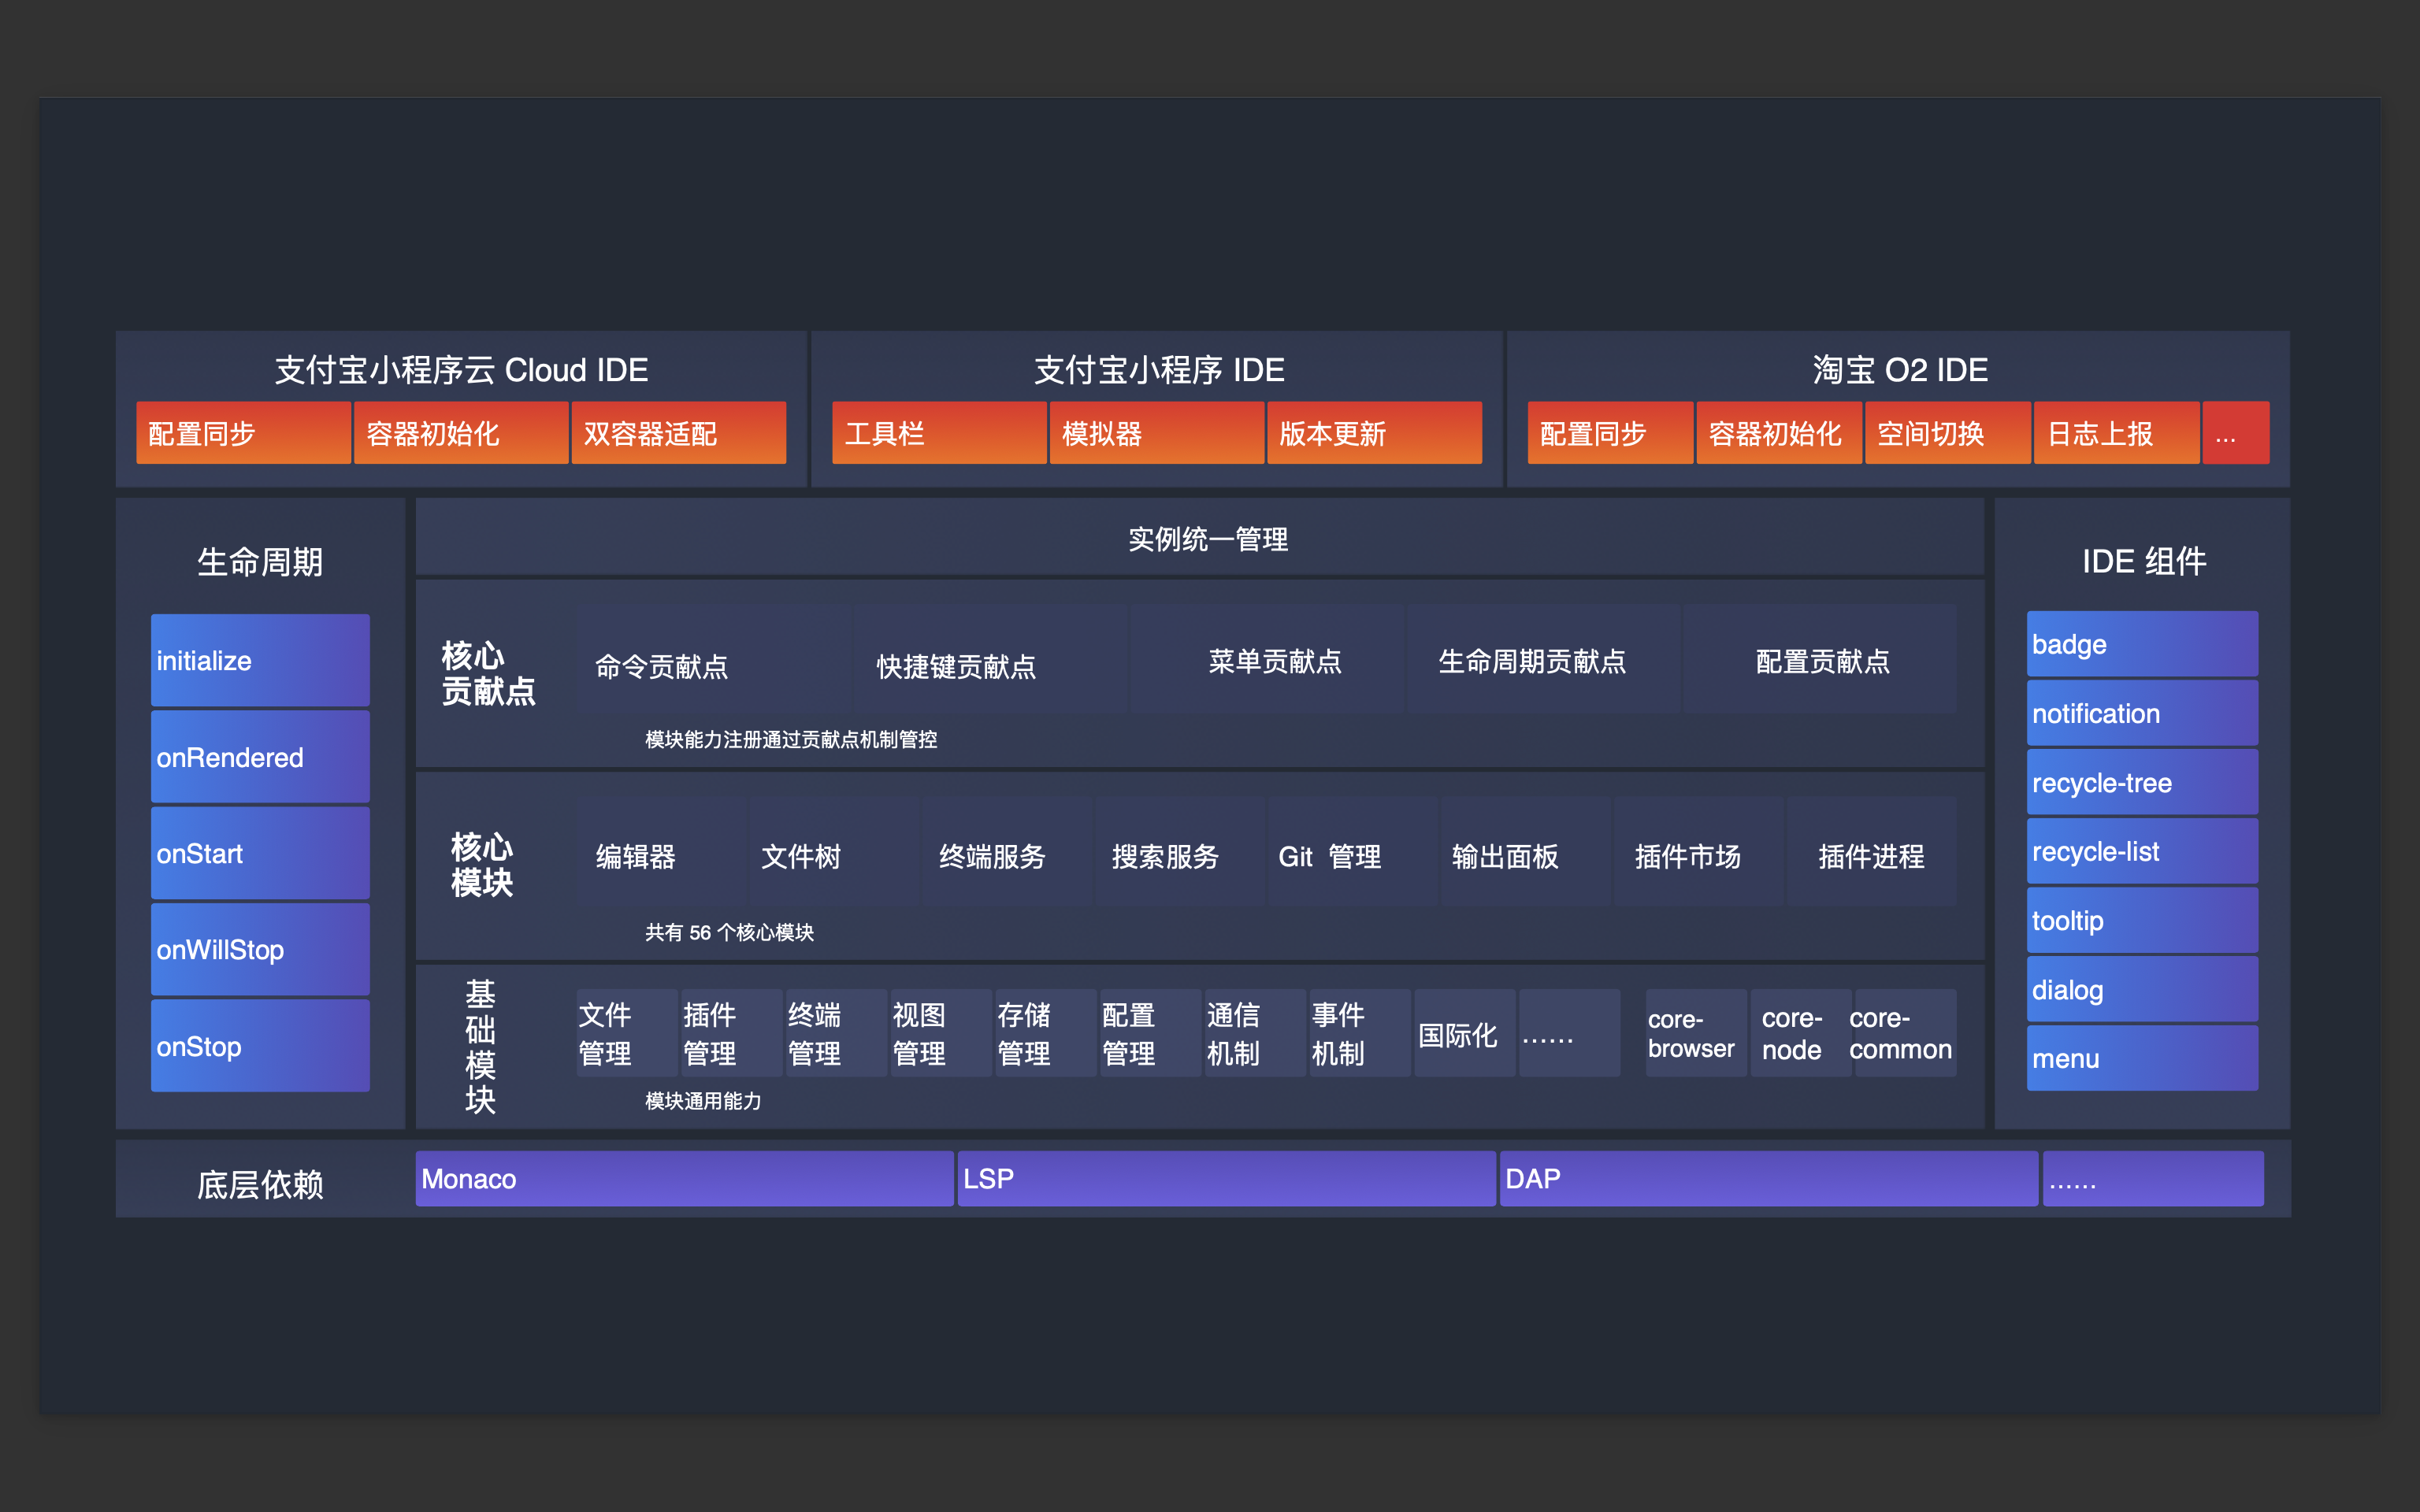 支付宝小程序云 Cloud IDE
配置同步
容器初始化
双容器适配
支付宝小程序 IDE
工具栏
模拟器
版本更新
淘宝 O2 IDE
配置同步
容器初始化
空间切换
日志上报
...
生命周期
initialize
onRendered
onStart
onWillStop
onStop
实例统一管理
核心
贡献点
命令贡献点
快捷键贡献点
菜单贡献点
生命周期贡献点
配置贡献点
模块能力注册通过贡献点机制管控
核心
模块
编辑器
文件树
终端服务
搜索服务
Git 管理
输出面板
插件市场
插件进程
共有 56 个核心模块
基
础
模
块
文件
管理
插件
管理
终端
管理
视图
管理
存储
管理
配置
管理
通信
机制
事件
机制
国际化
......
core-
browser
core-
node
core-
common
模块通用能力
IDE 组件
badge
notification
recycle-tree
recycle-list
tooltip
dialog
menu
底层依赖
Monaco
LSP
DAP
......